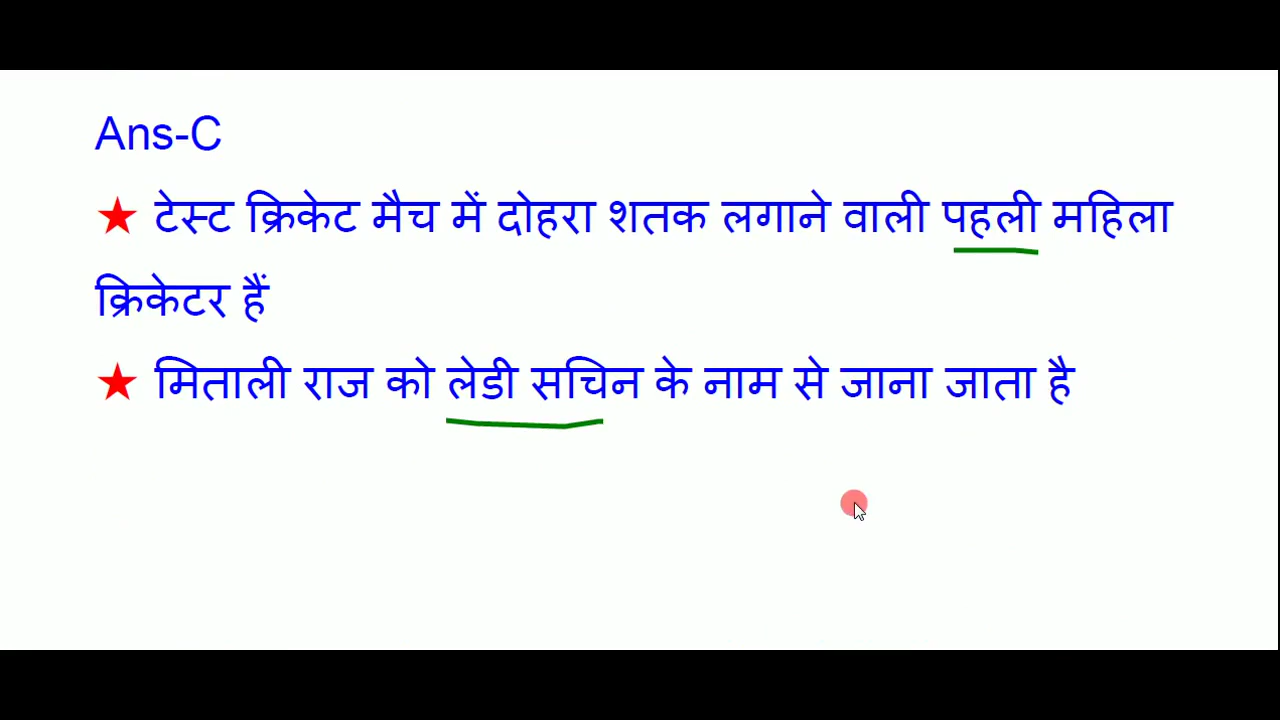 Ans-C
★ टेस्ट क्रिकेट मैच में दोहरा शतक लगाने वाली पहली महिला
क्रिकेटर हैं
★ मिताली राज को लेडी सचिन के नाम से जाना जाता है